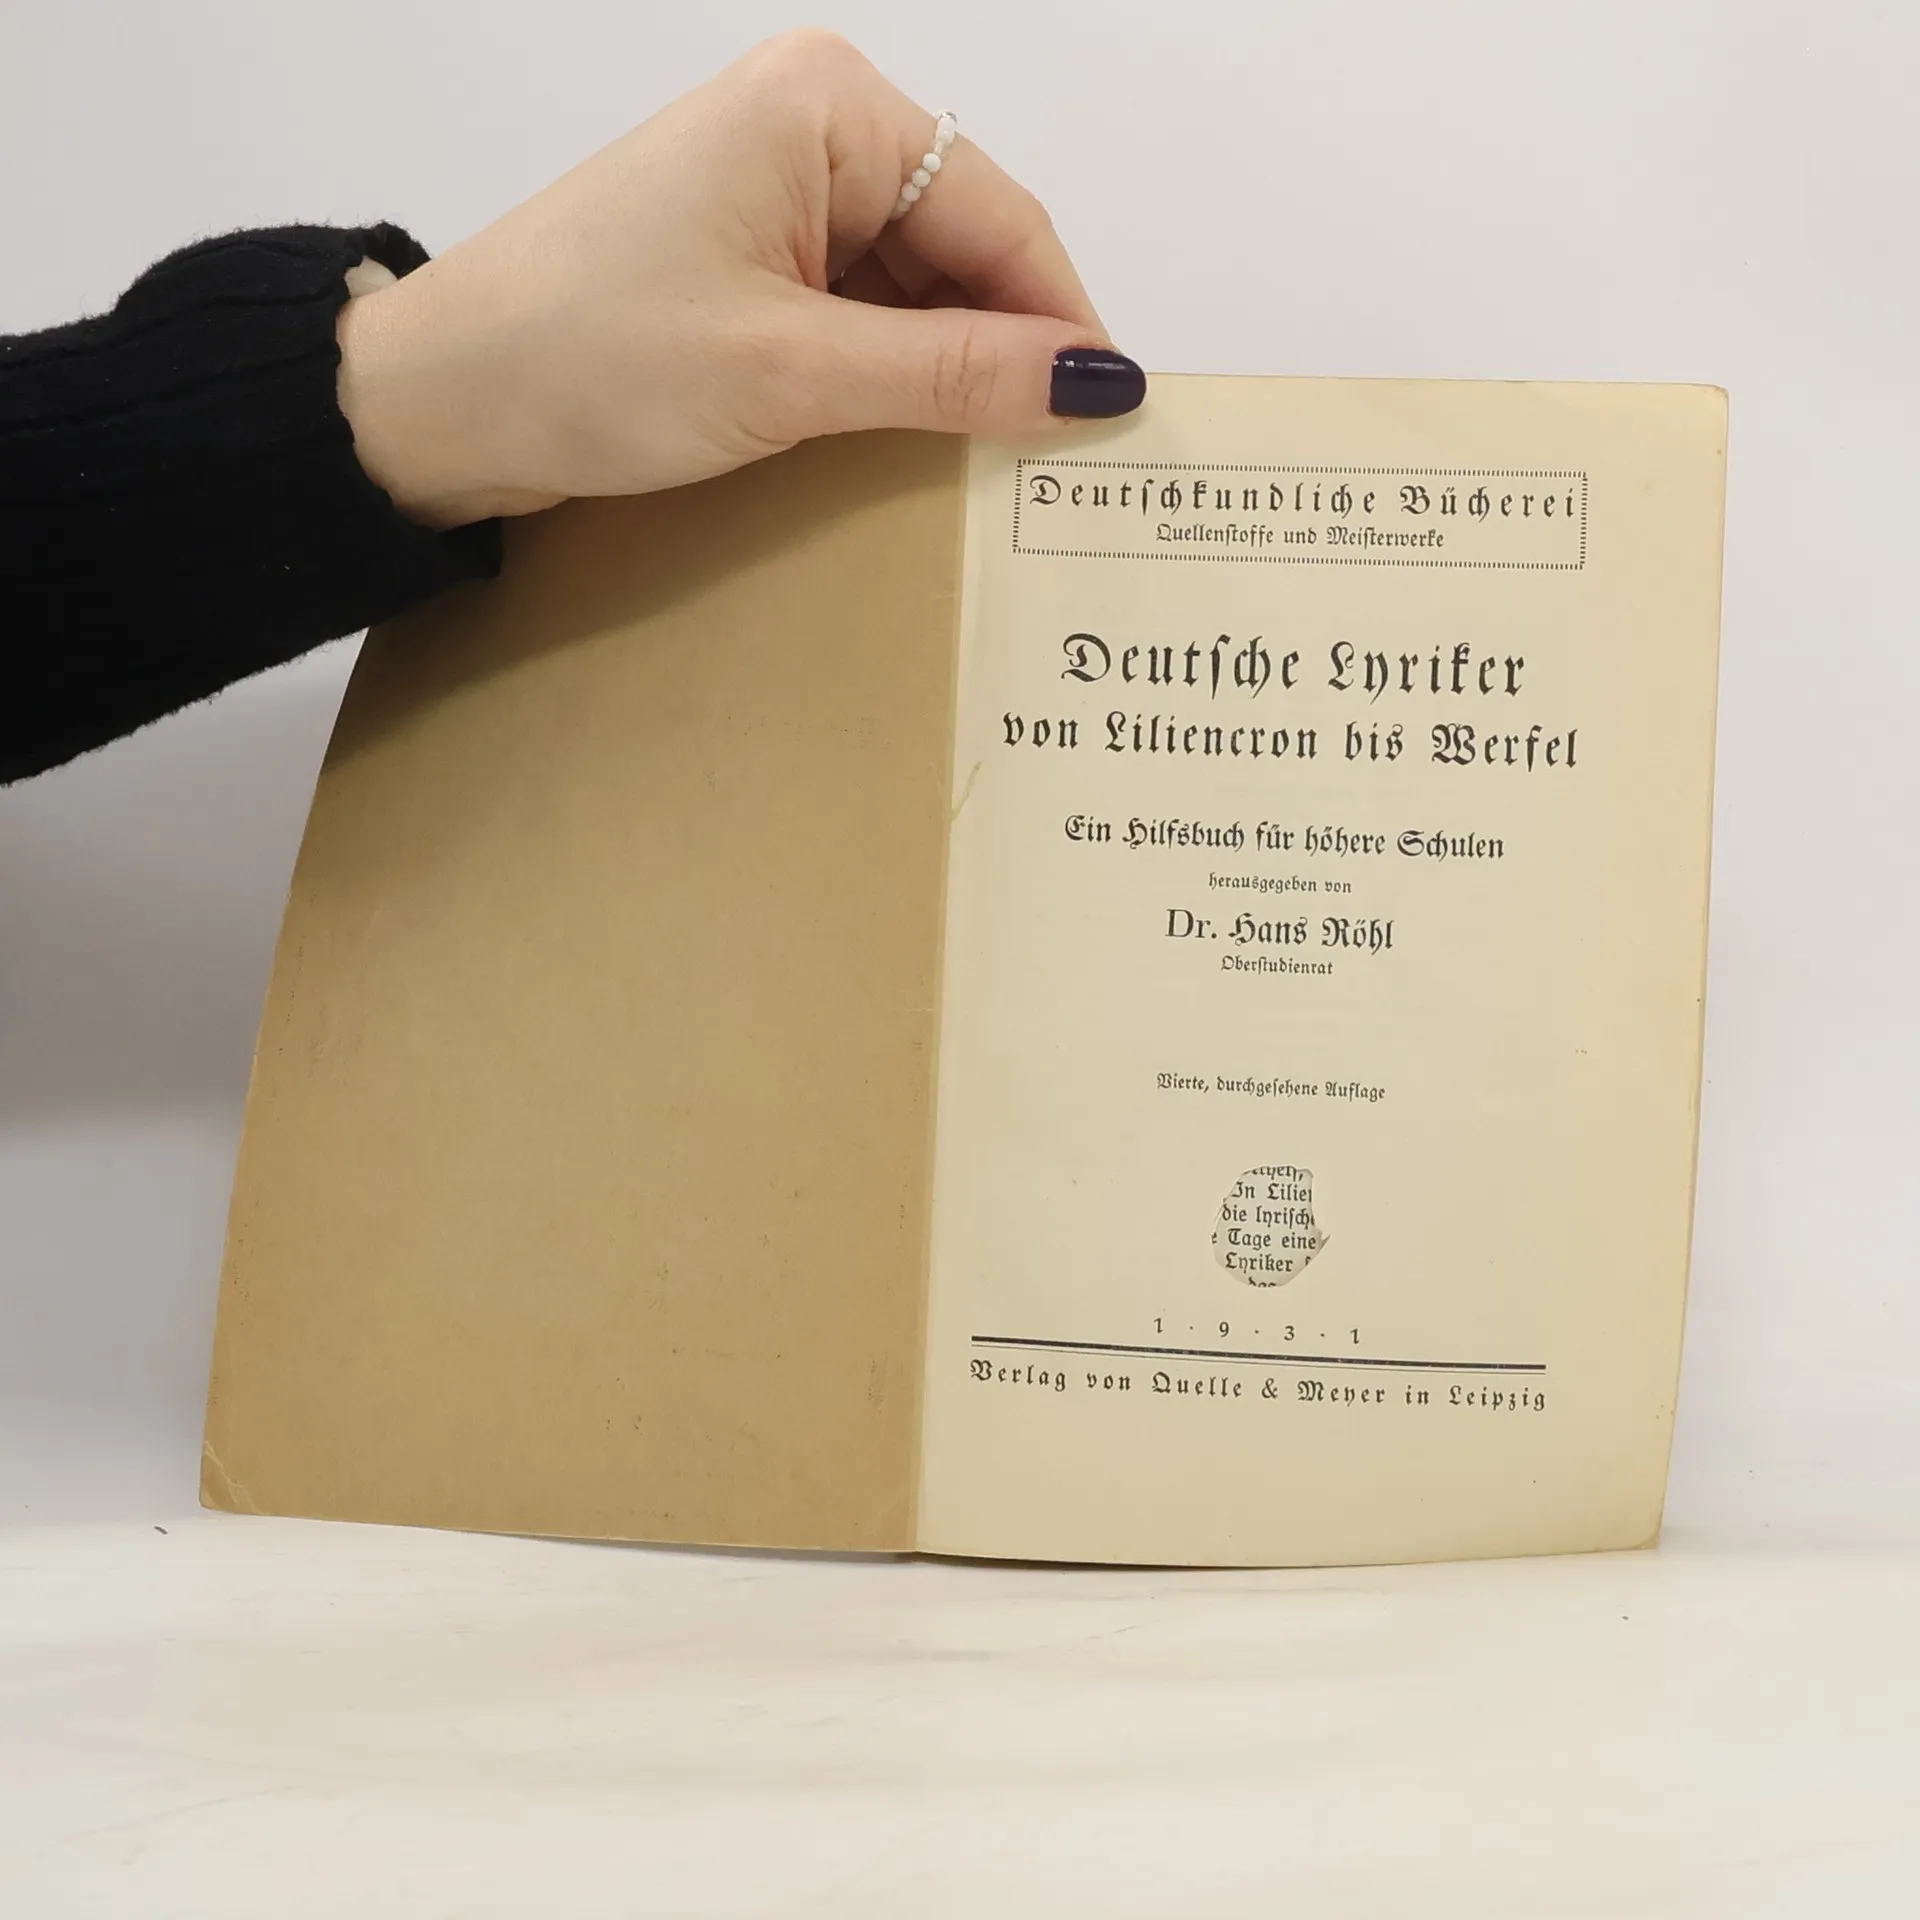 Deutſchkundliche Bücherei
Quellenſtoffe und Meiſterwerke
Deutſche Lyriker
von Liliencron bis Werfel
Ein Hilfsbuch für höhere Schulen
herausgegeben von
Dr. Hans Röhl
Oberſtudienrat
Vierte, durchgeſehene Auflage
In
die
Tage eine
Lyriker
1 · 9 · 3 · 1
Verlag von Quelle & Meyer in Leipzig